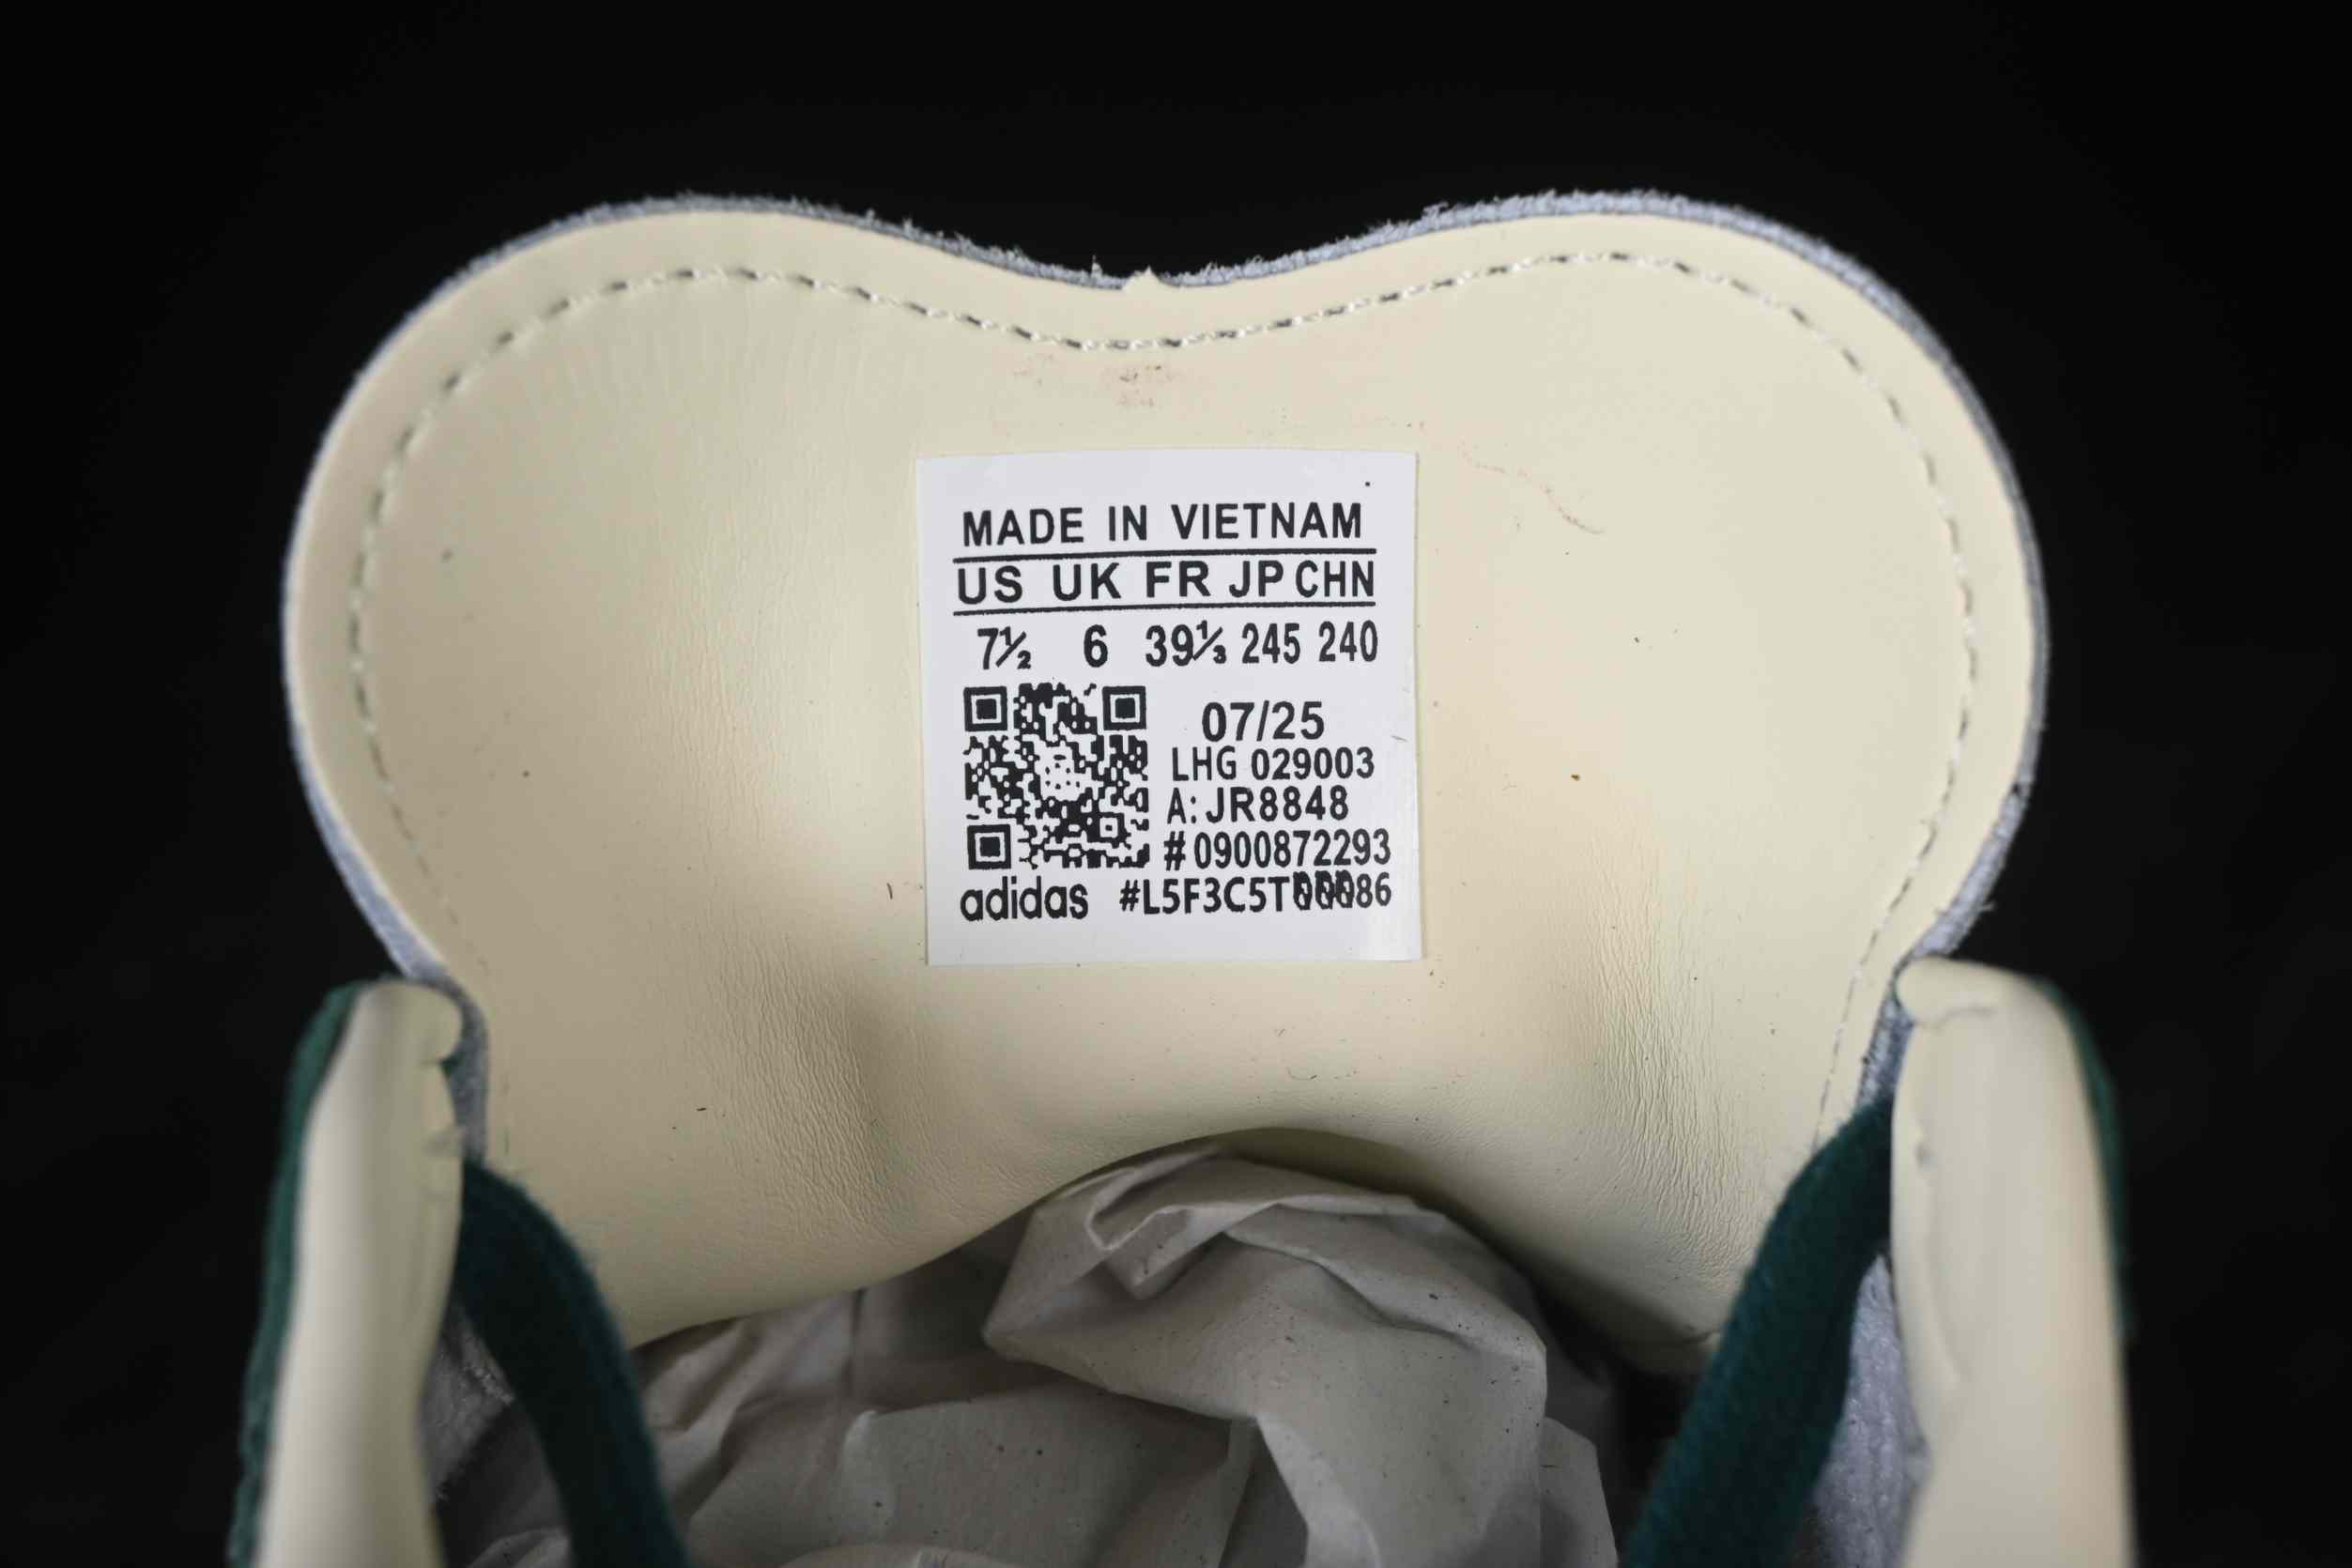 MADE IN VIETNAM
US UK FR JP CHN
7½ 6 39⅓ 245 240
07/25
LHG 029003
A: JR8848
#0900872293
adidas #L5F3C5T00086